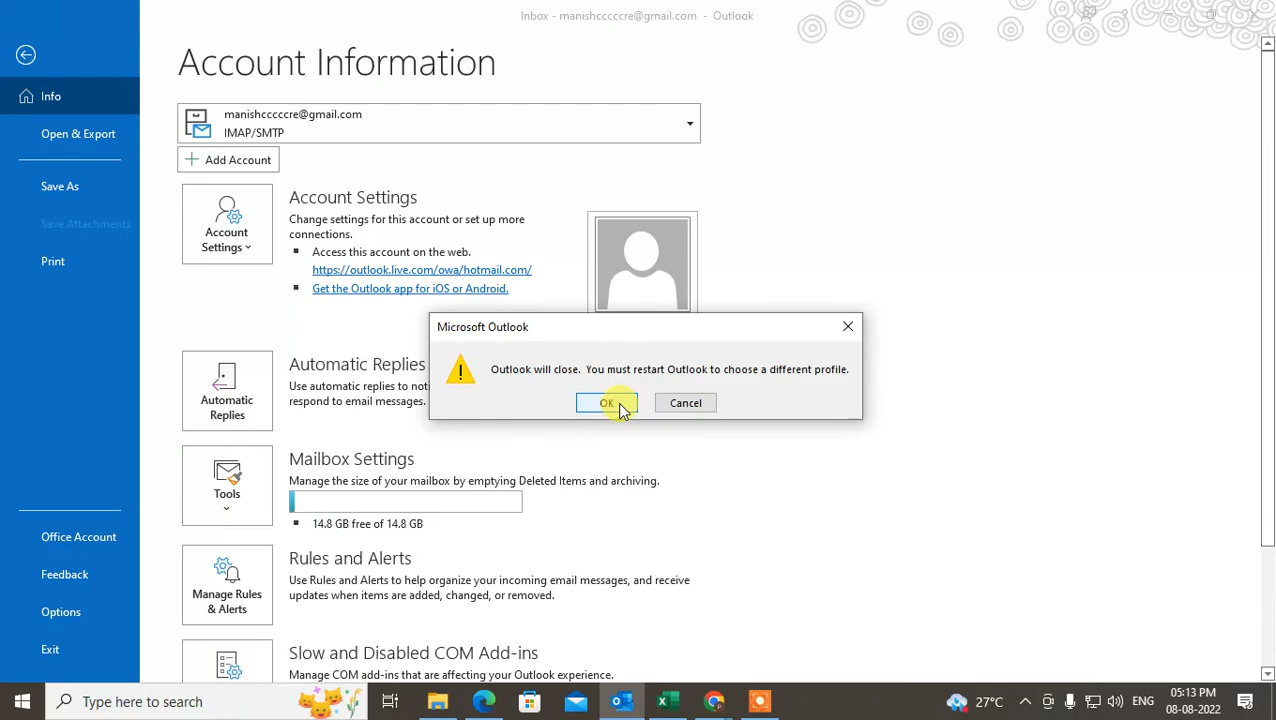 Inbox - manishcccccre@gmail.com - Outlook
Account Information
Info
Open & Export
Save As
Save Attachments
Print
Office Account
Feedback
Options
Exit
manishcccccre@gmail.com
IMAP/SMTP
Add Account
Account
Settings
Account Settings
Change settings for this account or set up more
connections.
Access this account on the web.
https://outlook.live.com/owa/hotmail.com/
Get the Outlook app for iOS or Android.
Microsoft Outlook
Outlook will close. You must restart Outlook to choose a different profile.
OK
Cancel
Automatic
Replies
Automatic Replies
Use automatic replies to
respond to email messages.
Tools
Mailbox Settings
Manage the size of your mailbox by emptying Deleted Items and archiving.
14.8 GB free of 14.8 GB
Manage Rules
& Alerts
Rules and Alerts
Use Rules and Alerts to help organize your incoming email messages, and receive
updates when items are added, changed, or removed.
Slow and Disabled COM Add-ins
Manage COM add-ins that are affecting your Outlook experience.
Type here to search
27°C
ENG
05:13 PM
08-08-2022